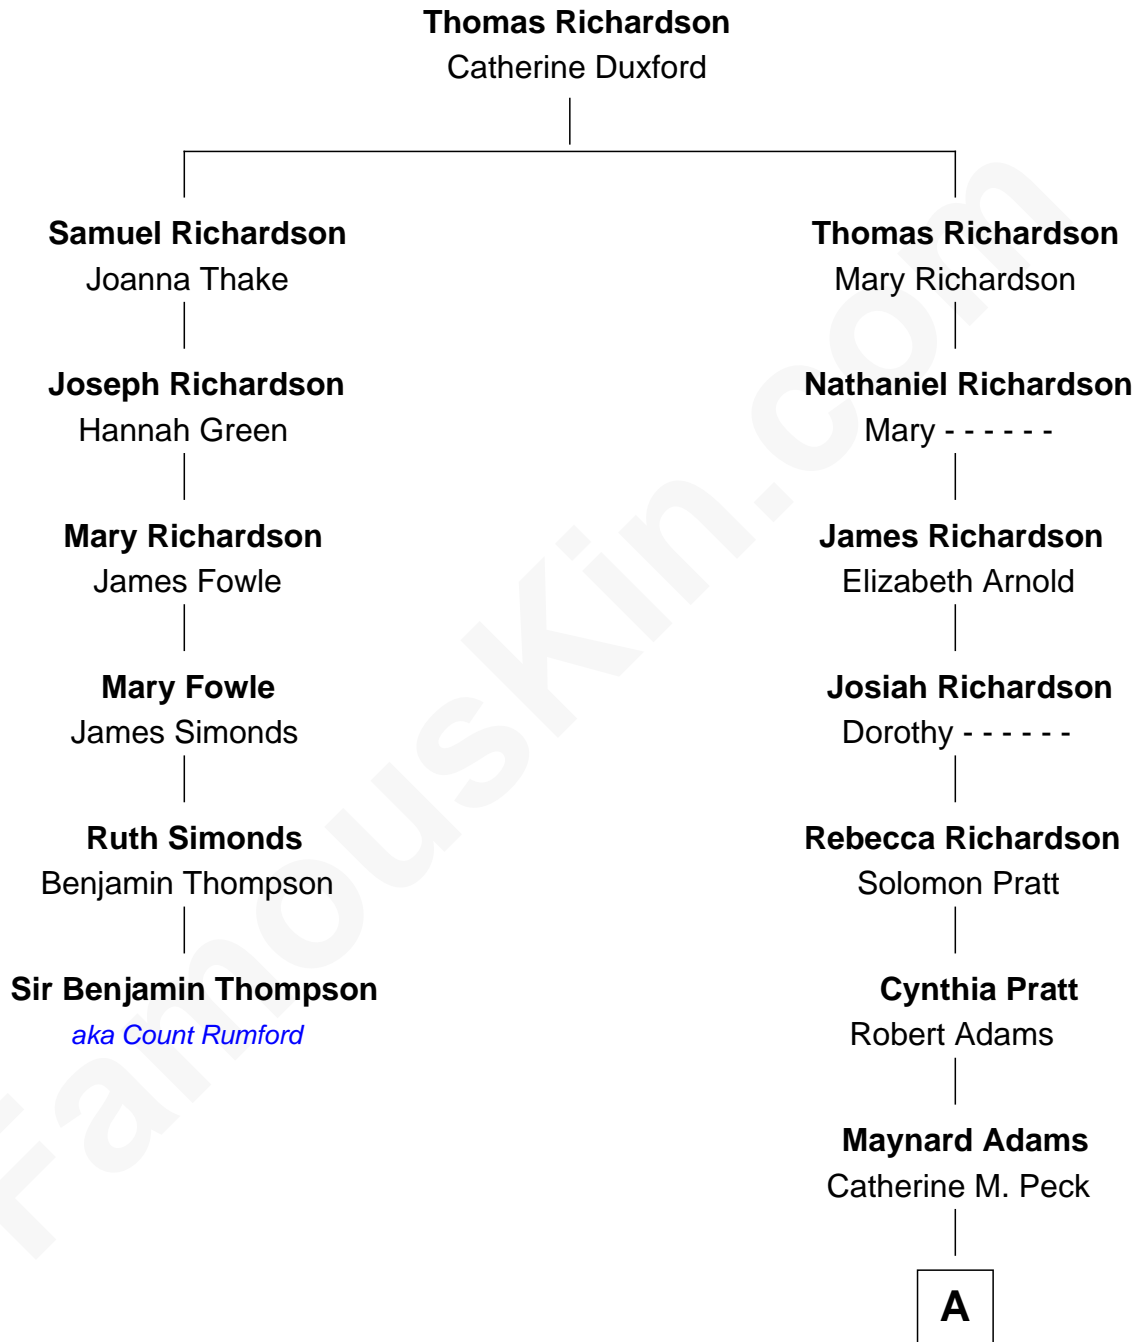 Thomas Richardson
Catherine Duxford
Samuel Richardson
Joanna Thake
Joseph Richardson
Hannah Green
Mary Richardson
James Fowle
Mary Fowle
James Simonds
Ruth Simonds
Benjamin Thompson
Sir Benjamin Thompson
aka Count Rumford
Thomas Richardson
Mary Richardson
Nathaniel Richardson
Mary - - - - - -
James Richardson
Elizabeth Arnold
Josiah Richardson
Dorothy - - - - - -
Rebecca Richardson
Solomon Pratt
Cynthia Pratt
Robert Adams
Maynard Adams
Catherine M. Peck
A
FamousKin.com